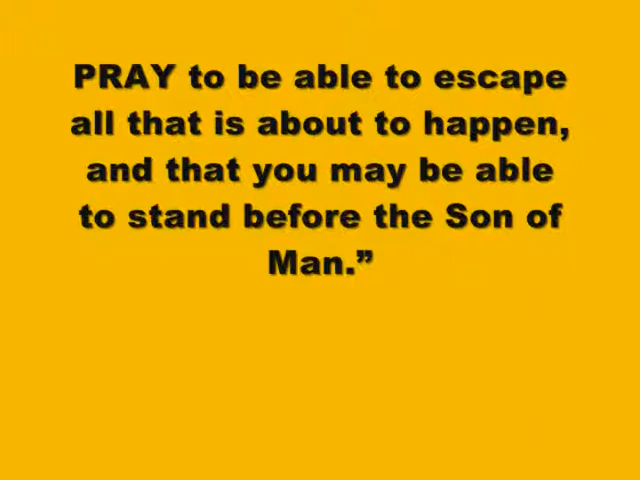 PRAY to be able to escape
all that is about to happen,
and that you may be able
to stand before the Son of
Man.”